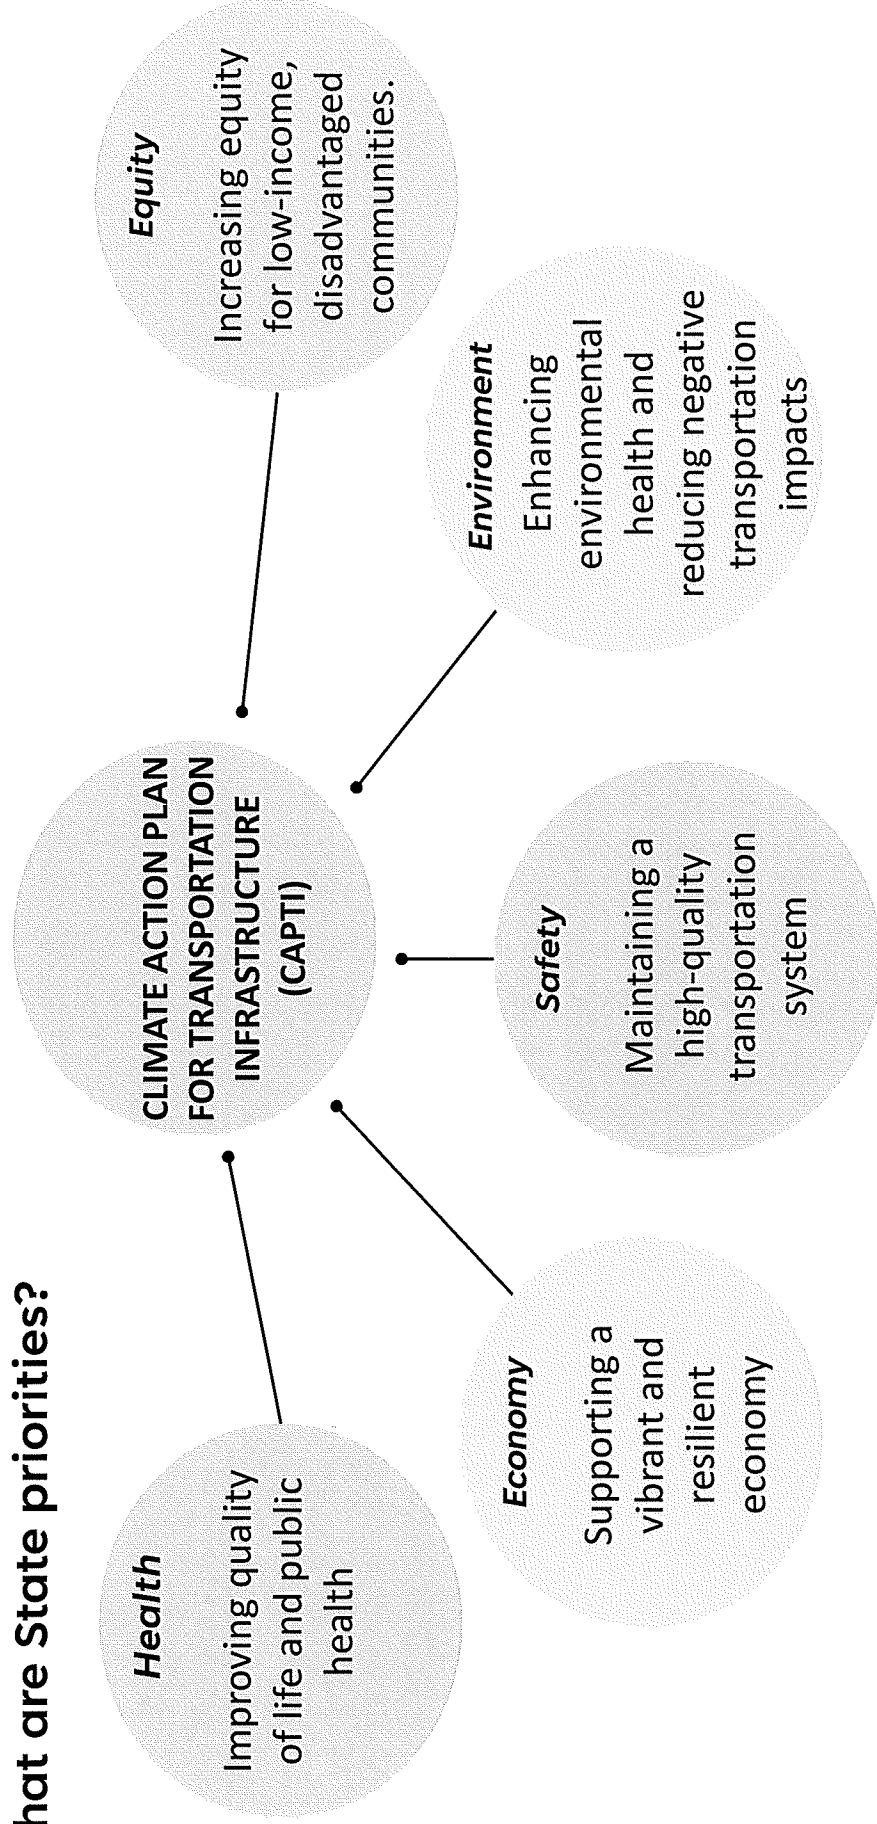 hat are State priorities?
CLIMATE ACTION PLAN
FOR TRANSPORTATION
INFRASTRUCTURE
(CAPTI)
Health
Improving quality
of life and public
health
Economy
Supporting a
vibrant and
resilient
economy
Safety
Maintaining a
high-quality
transportation
system
Environment
Enhancing
environmental
health and
reducing negative
transportation
impacts
Equity
Increasing equity
for low-income,
disadvantaged
communities.